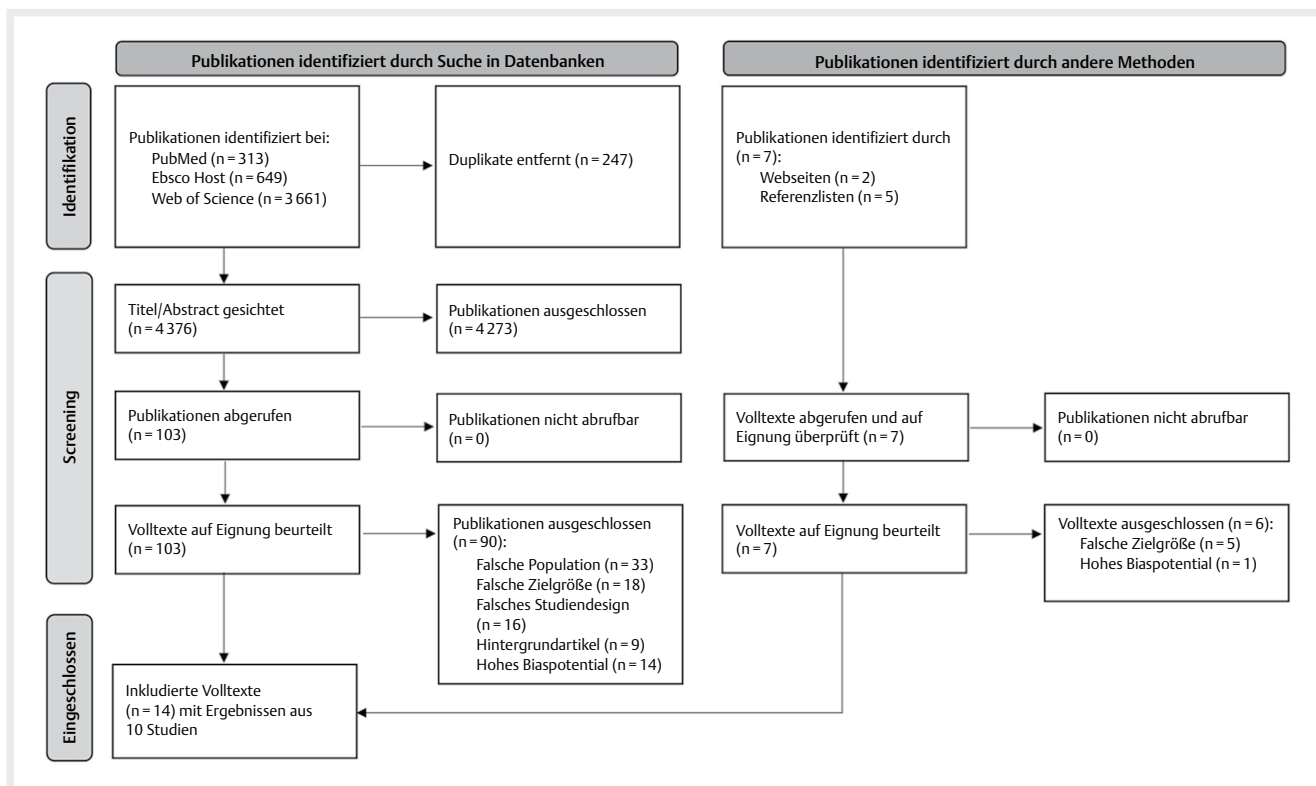 Publikationen identifiziert durch Suche in Datenbanken
Publikationen identifiziert durch andere Methoden
Identifikation
Publikationen identifiziert bei:
PubMed (n = 313)
Ebsco Host (n = 649)
Web of Science (n = 3 661)
Duplikate entfernt (n = 247)
Publikationen identifiziert durch
(n = 7):
Webseiten (n = 2)
Referenzlisten (n = 5)
Screening
Titel/Abstract gesichtet
(n = 4 376)
Publikationen ausgeschlossen
(n = 4 273)
Publikationen abgerufen
(n = 103)
Publikationen nicht abrufbar
(n = 0)
Volltexte abgerufen und auf
Eignung überprüft (n = 7)
Publikationen nicht abrufbar
(n = 0)
Volltexte auf Eignung beurteilt
(n = 103)
Publikationen ausgeschlossen
(n = 90):
Falsche Population (n = 33)
Falsche Zielgröße (n = 18)
Falsches Studiendesign
(n = 16)
Hintergrundartikel (n = 9)
Hohes Biaspotential (n = 14)
Volltexte auf Eignung beurteilt
(n = 7)
Volltexte ausgeschlossen (n = 6):
Falsche Zielgröße (n = 5)
Hohes Biaspotential (n = 1)
Eingeschlossen
Inkludierte Volltexte
(n = 14) mit Ergebnissen aus
10 Studien